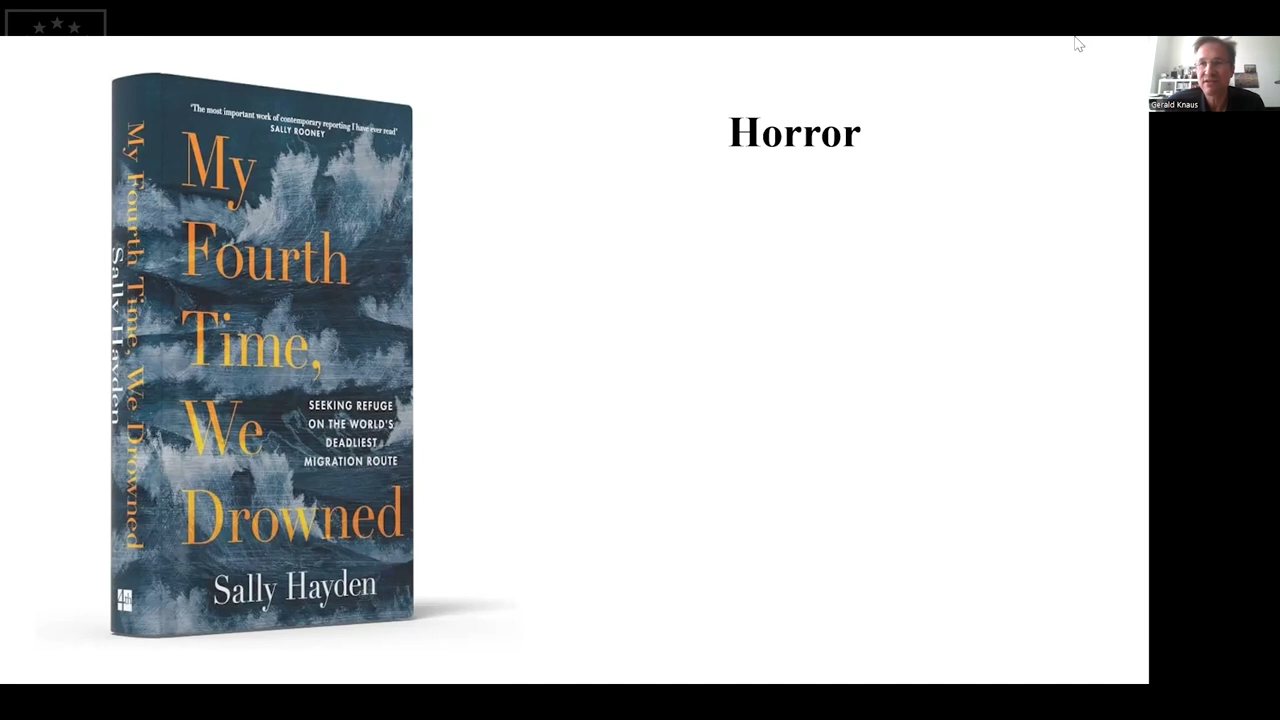 'The most important work of contemporary reporting I have ever read'
SALLY ROONEY
My
Fourth
Time,
We
Drowned
SEEKING REFUGE
ON THE WORLD'S
DEADLIEST
MIGRATION ROUTE
Sally Hayden
My Fourth Time, We Drowned
Sally Hayden
4th
Horror
Gerald Knaus